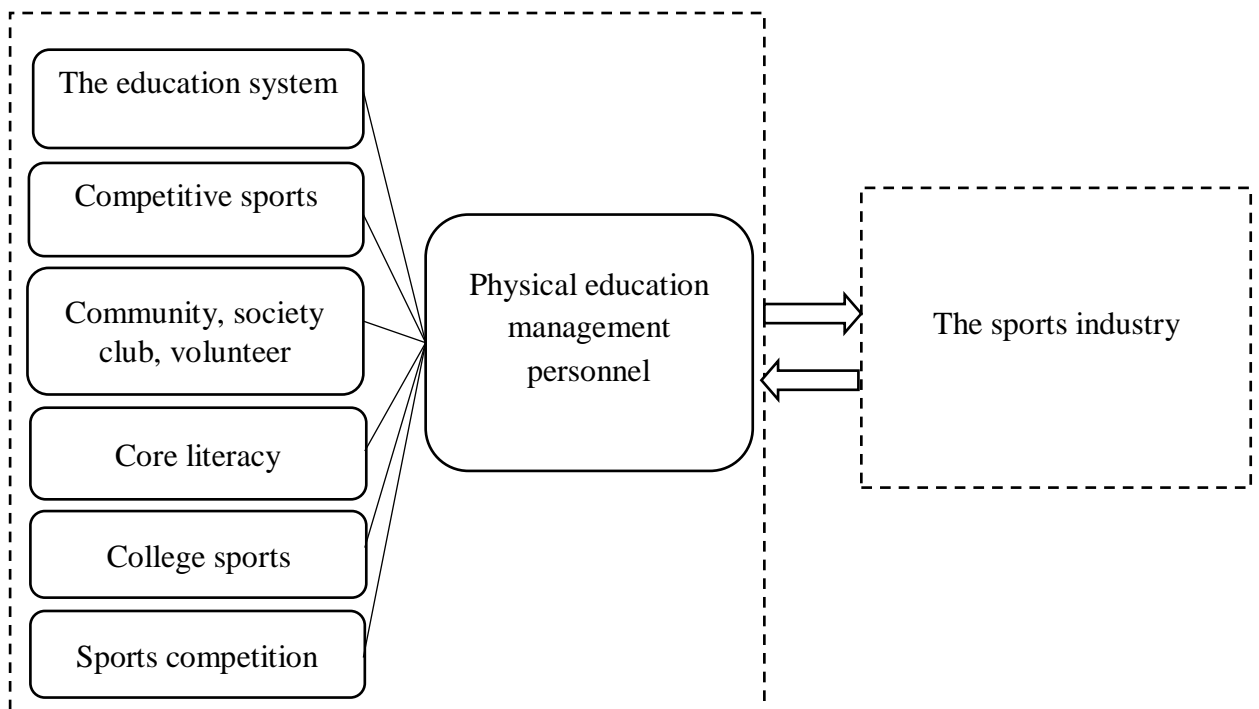 The education system
Competitive sports
Community, society
club, volunteer
Core literacy
College sports
Sports competition
Physical education
management
personnel
The sports industry